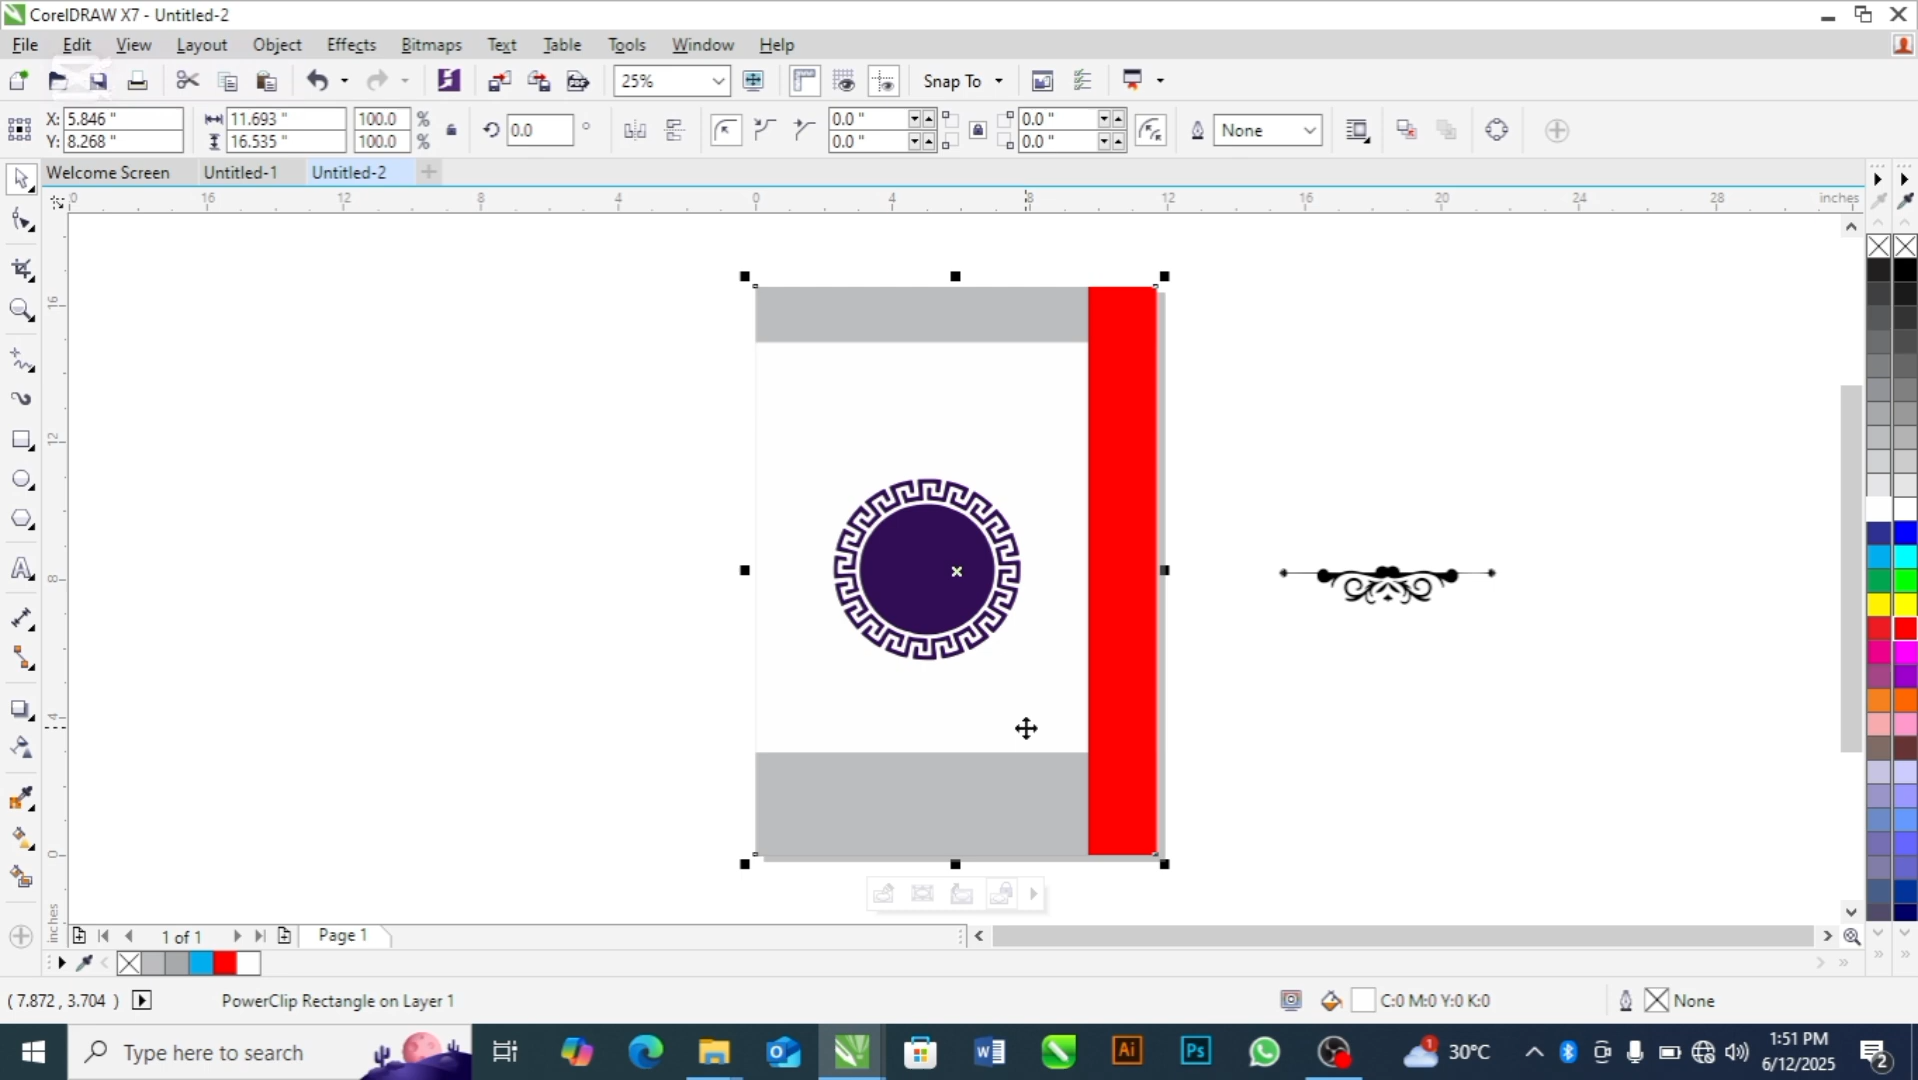 CorelDRAW X7 - Untitled-2
File Edit View Layout Object Effects Bitmaps Text Table Tools Window Help
25% Snap To
X: 5.846 " 11.693 " 100.0 % 0.0 ° 0.0 " 0.0 " None
Y: 8.268 " 16.535 " 100.0 % 0.0 " 0.0 "
Welcome Screen Untitled-1 Untitled-2
0 16 12 8 4 0 4 8 12 16 20 24 28 inches
16
12
8
4
0
inches
1 of 1 Page 1
( 7.872 , 3.704 ) PowerClip Rectangle on Layer 1 C:0 M:0 Y:0 K:0 None
Type here to search Ai Ps 1 30°C 1:51 PM
6/12/2025 2